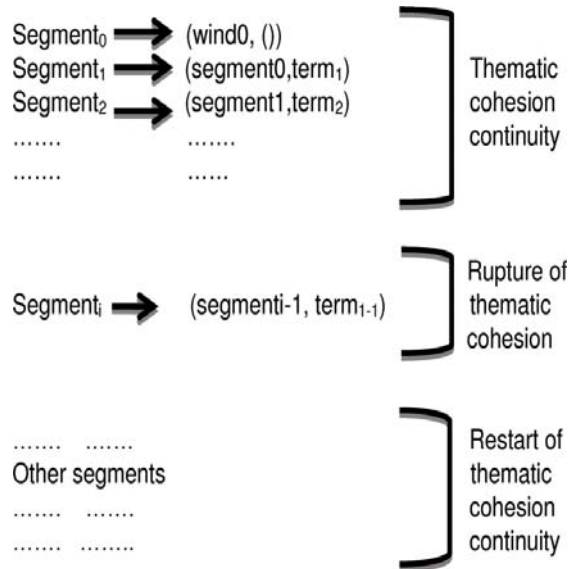 Segment₀ (wind0, ())
Segment₁ (segment0,term₁)
Segment₂ (segment1,term₂)
……. …….
……. ……
Thematic
cohesion
continuity
Segmentᵢ (segmenti-1, term₁₋₁)
Rupture of
thematic
cohesion
……. …….
Other segments
……. …….
……. ……..
Restart of
thematic
cohesion
continuity